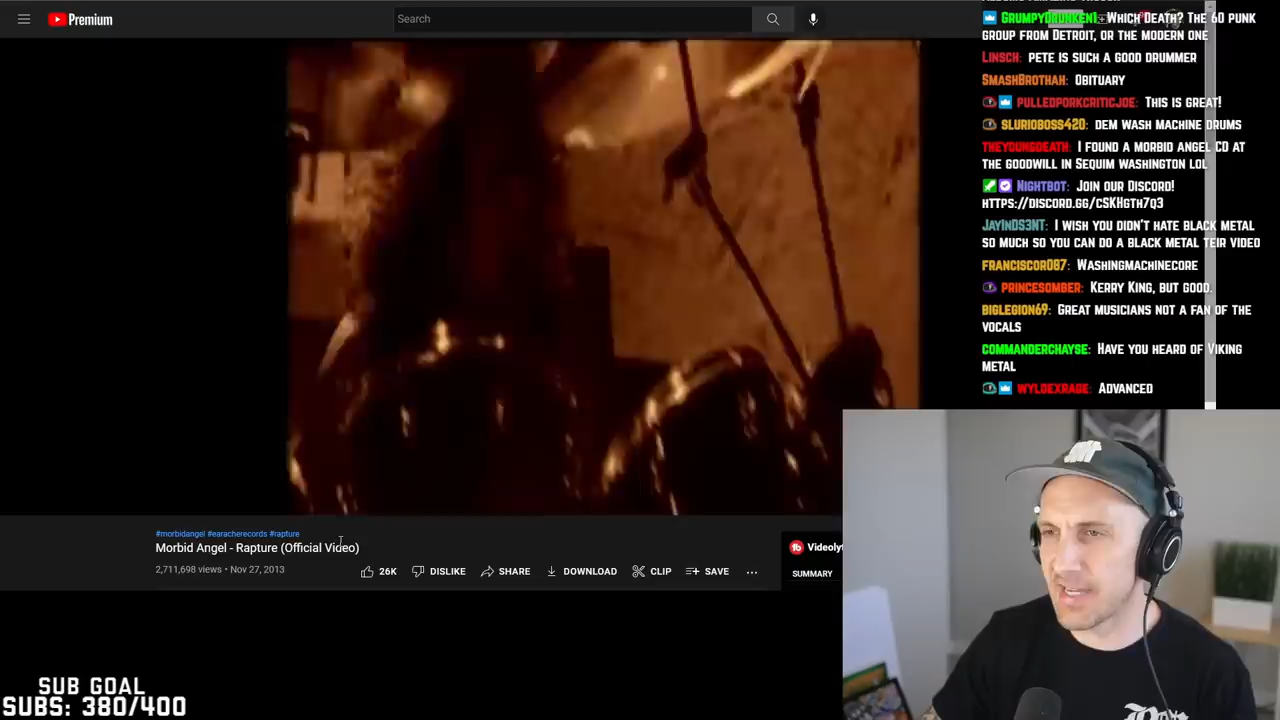 Premium
Search
GrumpyDrunken1: Which Death? The 60 punk
group from Detroit, or the modern one
Linsch: Pete is such a good drummer
SmashBrothah: Obituary
PulledPorkCriticJoe: This is great!
SlurioBoss420: Dem wash machine drums
TheYoungDeath: I found a Morbid Angel CD at
the Goodwill in Sequim Washington lol
Nightbot: Join our Discord!
https://discord.gg/cSKHgth7q3
JayInDS3nt: I wish you didn't hate black metal
so much so you can do a black metal teir video
Franciscor087: Washingmachinecore
PrinceSomber: Kerry King, but good.
BigLegion69: Great musicians not a fan of the
vocals
CommanderChayse: Have you heard of Viking
Metal
WyldexRage: Advanced
#morbidangel #earacherecords #rapture
Morbid Angel - Rapture (Official Video)
2,711,698 views • Nov 27, 2013
26K
DISLIKE
SHARE
DOWNLOAD
CLIP
SAVE
Videolyt
SUMMARY
SUB GOAL
SUBS: 380/400